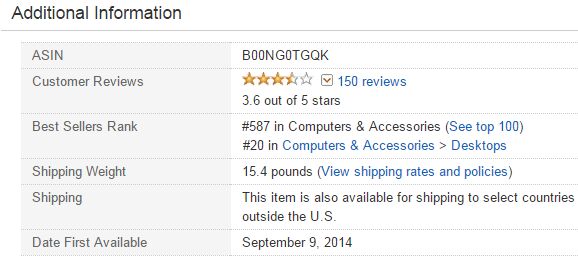 Additional Information
ASIN B00NG0TGQK
Customer Reviews 150 reviews
3.6 out of 5 stars
Best Sellers Rank #587 in Computers & Accessories (See top 100)
#20 in Computers & Accessories > Desktops
Shipping Weight 15.4 pounds (View shipping rates and policies)
Shipping This item is also available for shipping to select countries
outside the U.S.
Date First Available September 9, 2014